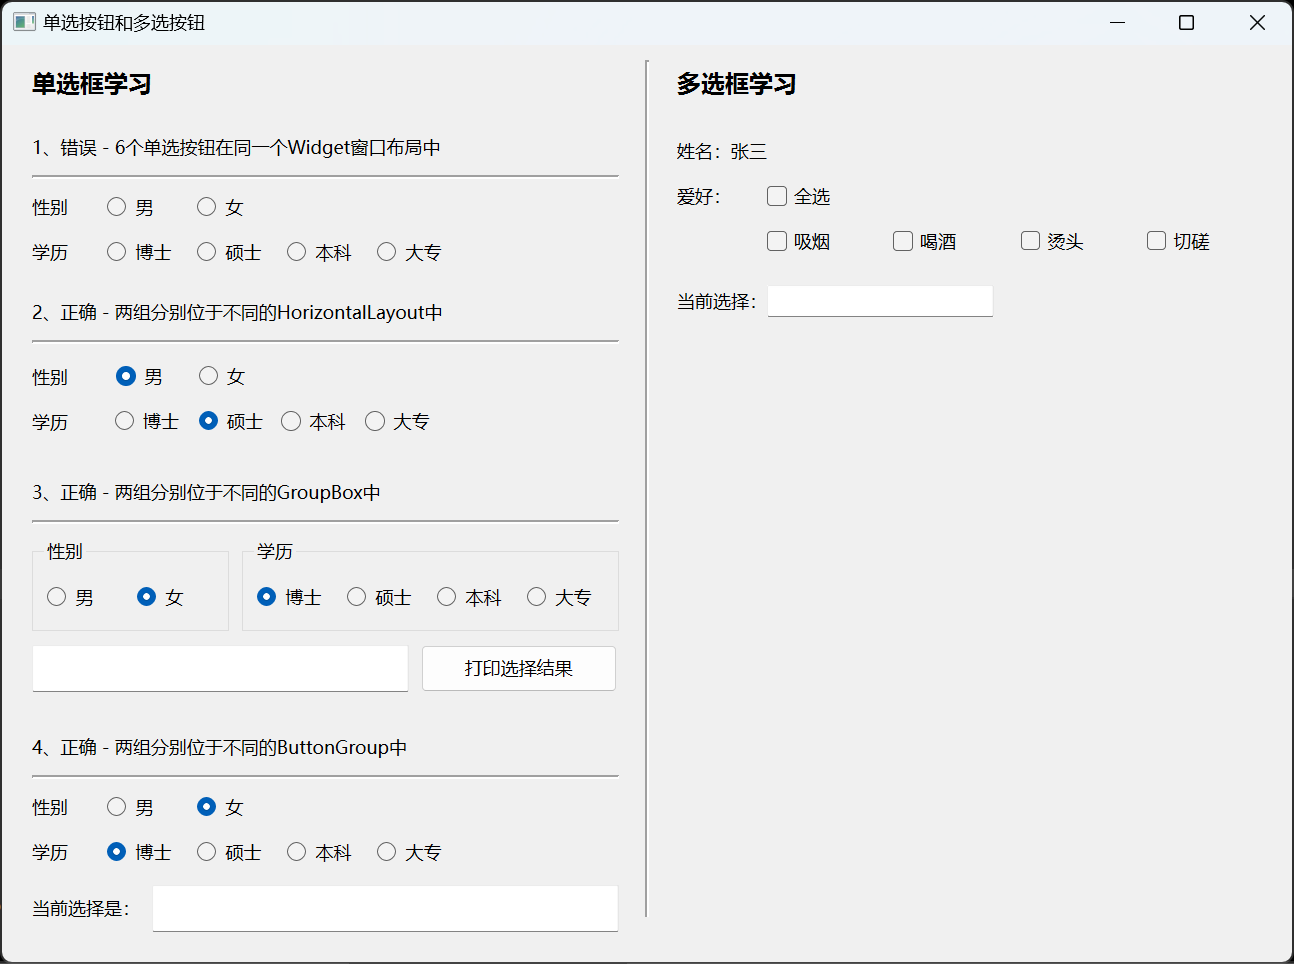 单选按钮和多选按钮
单选框学习
1、错误 - 6个单选按钮在同一个Widget窗口布局中
性别 男 女
学历 博士 硕士 本科 大专
2、正确 - 两组分别位于不同的HorizontalLayout中
性别 男 女
学历 博士 硕士 本科 大专
3、正确 - 两组分别位于不同的GroupBox中
性别 学历
男 女 博士 硕士 本科 大专
打印选择结果
4、正确 - 两组分别位于不同的ButtonGroup中
性别 男 女
学历 博士 硕士 本科 大专
当前选择是：
多选框学习
姓名：张三
爱好： 全选
吸烟 喝酒 烫头 切磋
当前选择：